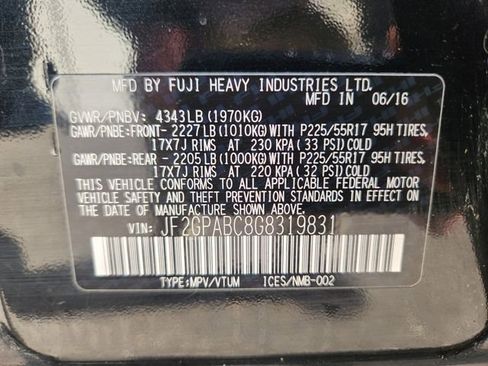 MFD BY FUJI HEAVY INDUSTRIES LTD.
MFD IN 06/16
GVWR/PNBV: 4343LB (1970KG)
GAWR/PNBE:FRONT- 2227LB (1010KG) WITH P225/55R17 95H TIRES,
17X7J RIMS AT 230 KPA ( 33 PSI) COLD
GAWR/PNBE:REAR - 2205LB (1000KG) WITH P225/55R17 95H TIRES,
17X7J RIMS AT 220 KPA ( 32 PSI) COLD
THIS VEHICLE CONFORMS TO ALL APPLICABLE FEDERAL MOTOR
VEHICLE SAFETY, BUMPER, AND THEFT PREVENTION STANDARDS IN EFFECT
ON THE DATE OF MANUFACTURE SHOWN ABOVE.
VIN: JF2GPABC8G8319831
TYPE:MPV/VTUM ICES/NMB-002